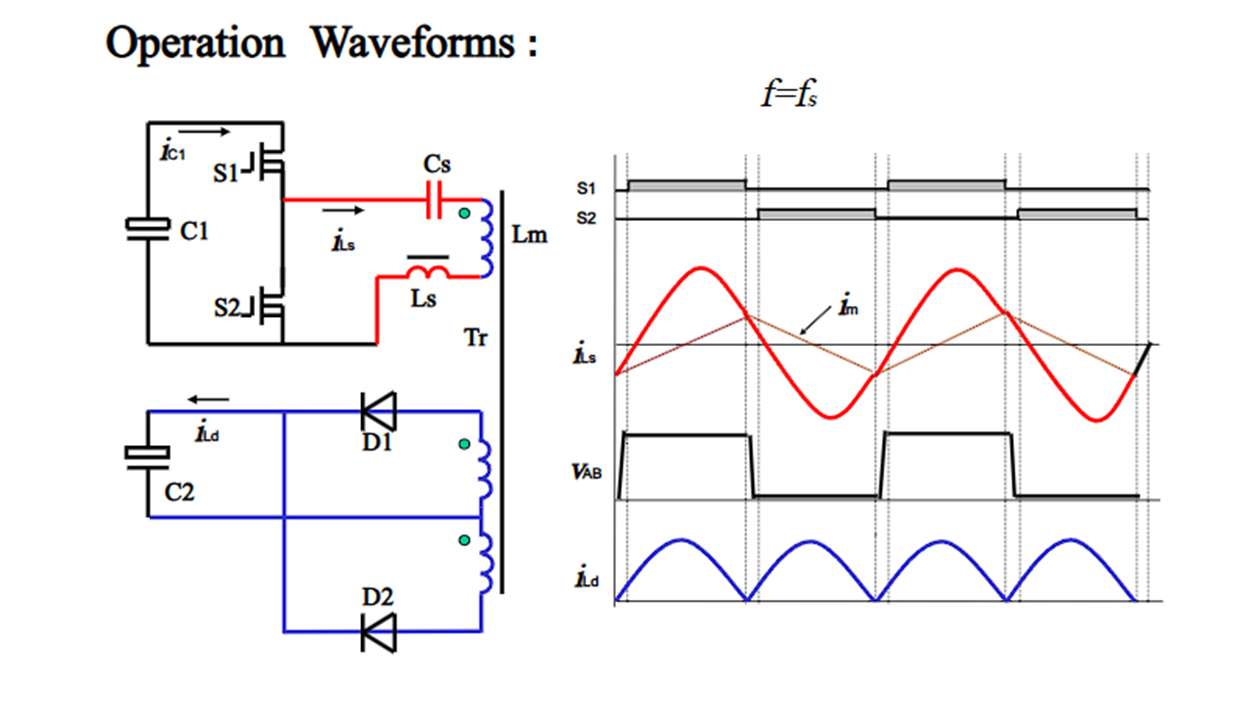 Operation Waveforms :
f=fs
iC1
S1
Cs
C1
iLs
Lm
S2
Ls
Tr
iLd
D1
C2
D2
S1
S2
im
iLs
VAB
iLd